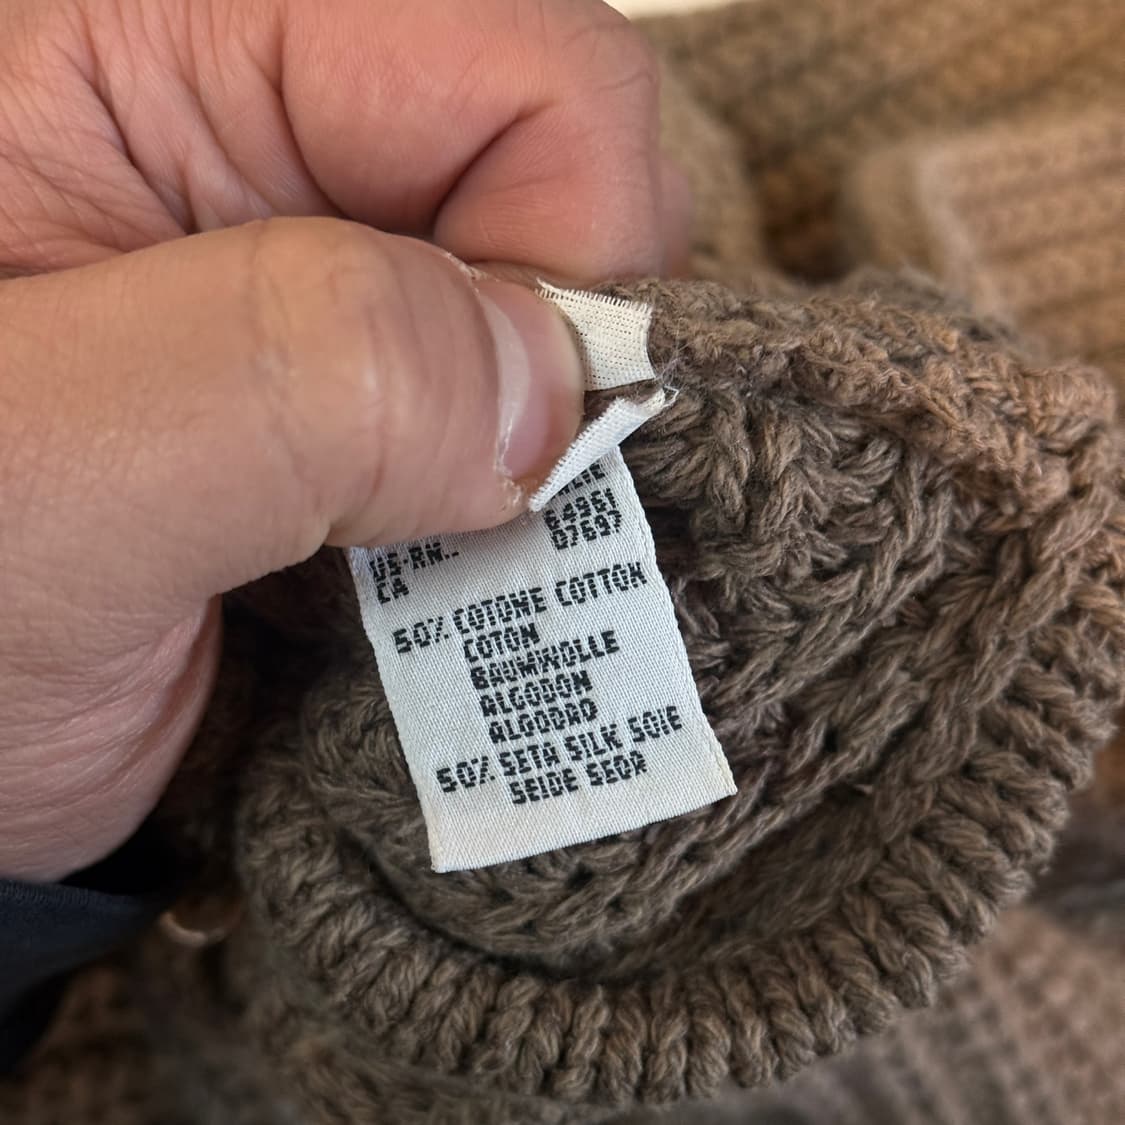 64961
US-RN.. 07697
CA
50% COTONE COTTON
COTON
BAUMWOLLE
ALGODON
ALGODAO
50% SETA SILK SOIE
SEIDE SEDA